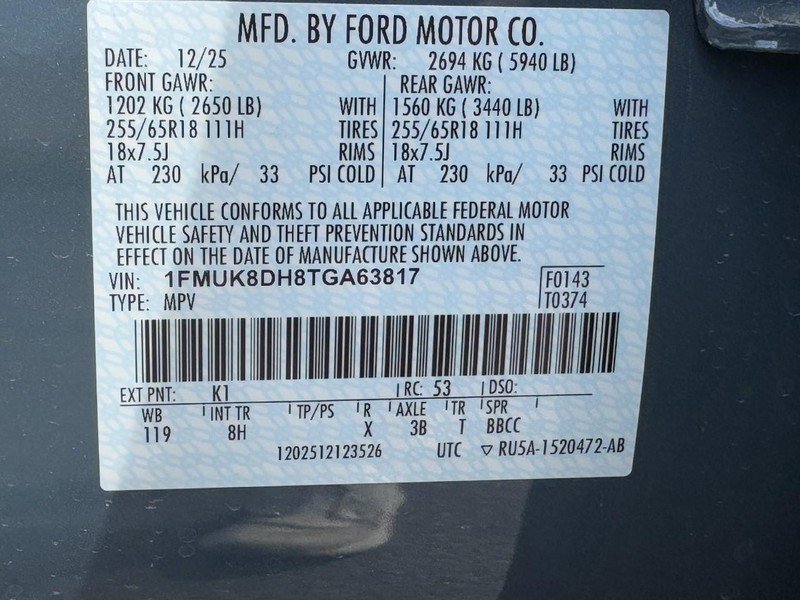 MFD. BY FORD MOTOR CO.
DATE: 12/25 GVWR: 2694 KG ( 5940 LB)
FRONT GAWR: REAR GAWR:
1202 KG ( 2650 LB) WITH 1560 KG ( 3440 LB) WITH
255/65R18 111H TIRES 255/65R18 111H TIRES
18x7.5J RIMS 18x7.5J RIMS
AT 230 kPa/ 33 PSI COLD AT 230 kPa/ 33 PSI COLD
THIS VEHICLE CONFORMS TO ALL APPLICABLE FEDERAL MOTOR
VEHICLE SAFETY AND THEFT PREVENTION STANDARDS IN
EFFECT ON THE DATE OF MANUFACTURE SHOWN ABOVE.
VIN: 1FMUK8DH8TGA63817 F0143
TYPE: MPV T0374
EXT PNT: K1 RC: 53 DSO:
WB INT TR TP/PS R AXLE TR SPR
119 8H X 3B T BBCC
1202512123526 UTC ▽ RU5A-1520472-AB